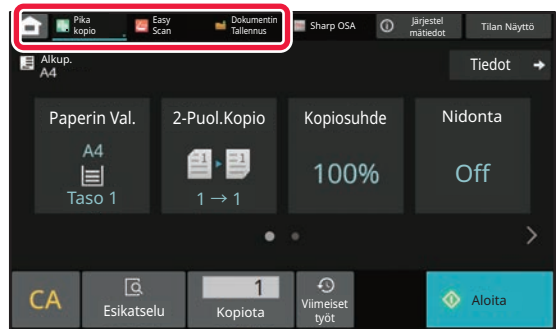 Pika
kopio
Easy
Scan
Dokumentin
Tallennus
Sharp OSA
Järjestel
mätiedot
Tilan Näyttö
Alkup.
A4
Tiedot
Paperin Val.
A4
Taso 1
2-Puol.Kopio
1 → 1
Kopiosuhde
100%
Nidonta
Off
CA
Esikatselu
1
Kopiota
Viimeiset
työt
Aloita